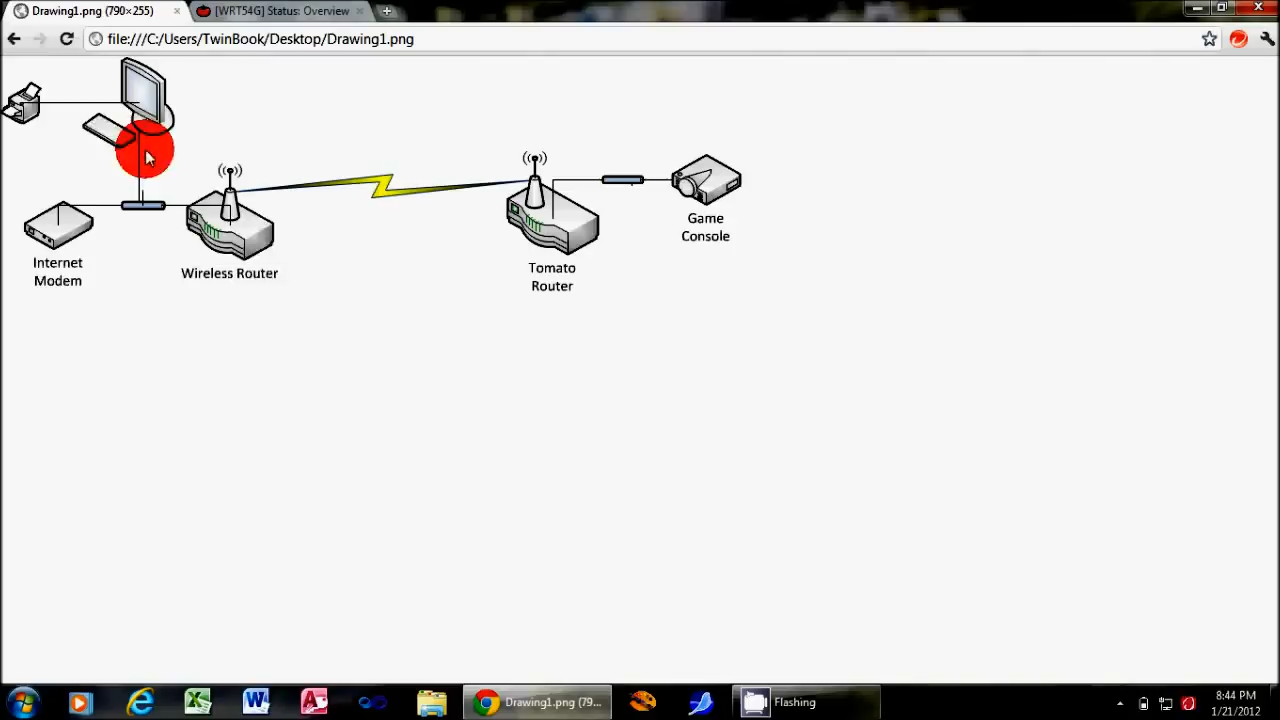 Drawing1.png (790×255)
[WRT54G] Status: Overview
file:///C:/Users/TwinBook/Desktop/Drawing1.png
Internet
Modem
Wireless Router
Tomato
Router
Game
Console
Drawing1.png (79...
Flashing
8:44 PM
1/21/2012